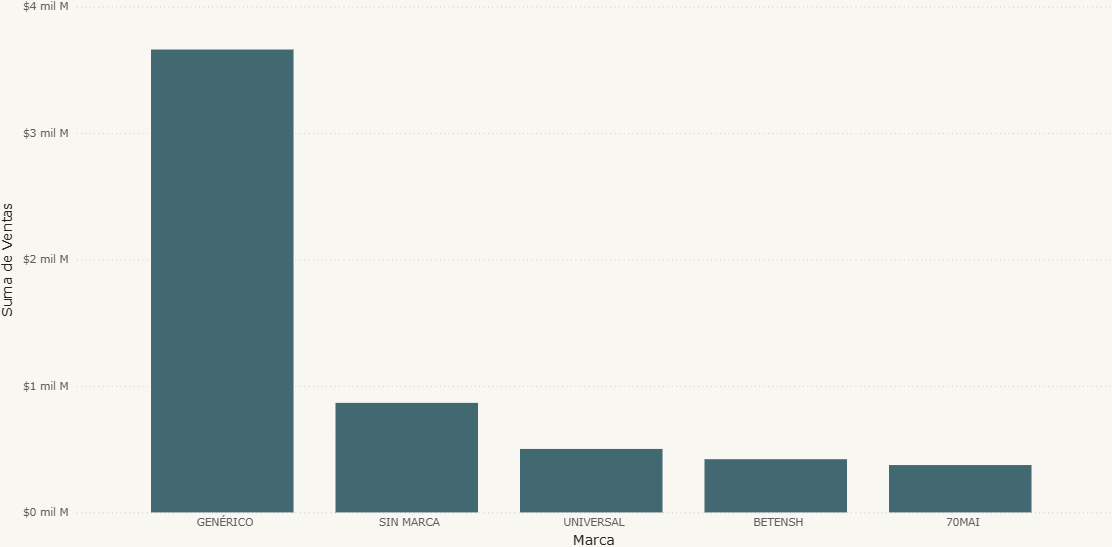 $4 mil M
$3 mil M
$2 mil M
$1 mil M
$0 mil M
Suma de Ventas
GENÉRICO
SIN MARCA
UNIVERSAL
BETENSH
70MAI
Marca